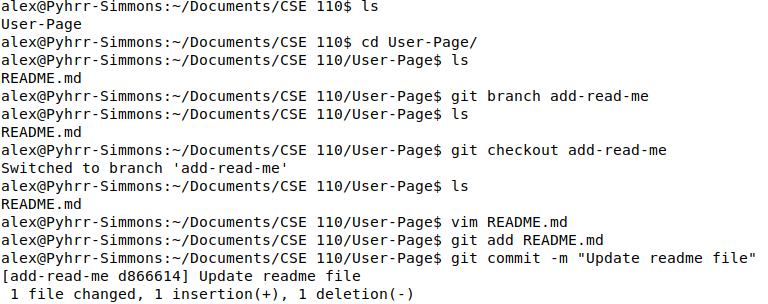 alex@Pyhrr-Simmons:~/Documents/CSE 110$ ls
User-Page
alex@Pyhrr-Simmons:~/Documents/CSE 110$ cd User-Page/
alex@Pyhrr-Simmons:~/Documents/CSE 110/User-Page$ ls
README.md
alex@Pyhrr-Simmons:~/Documents/CSE 110/User-Page$ git branch add-read-me
alex@Pyhrr-Simmons:~/Documents/CSE 110/User-Page$ ls
README.md
alex@Pyhrr-Simmons:~/Documents/CSE 110/User-Page$ git checkout add-read-me
Switched to branch 'add-read-me'
alex@Pyhrr-Simmons:~/Documents/CSE 110/User-Page$ ls
README.md
alex@Pyhrr-Simmons:~/Documents/CSE 110/User-Page$ vim README.md
alex@Pyhrr-Simmons:~/Documents/CSE 110/User-Page$ git add README.md
alex@Pyhrr-Simmons:~/Documents/CSE 110/User-Page$ git commit -m "Update readme file"
[add-read-me d866614] Update readme file
 1 file changed, 1 insertion(+), 1 deletion(-)